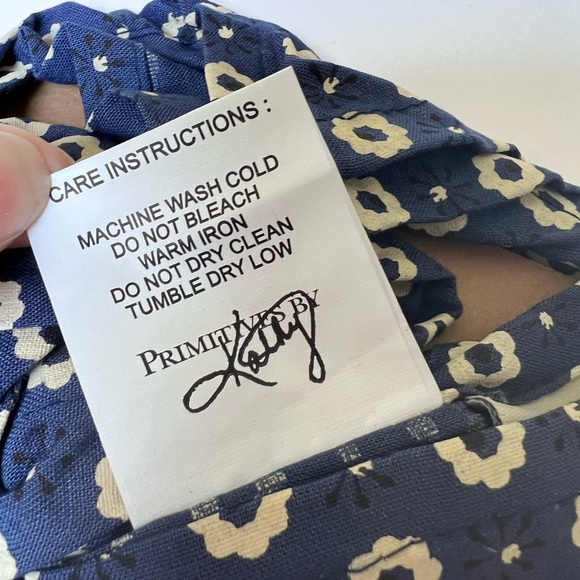 CARE INSTRUCTIONS :
MACHINE WASH COLD
DO NOT BLEACH
WARM IRON
DO NOT DRY CLEAN
TUMBLE DRY LOW
PRIMITIVES BY
Kathy